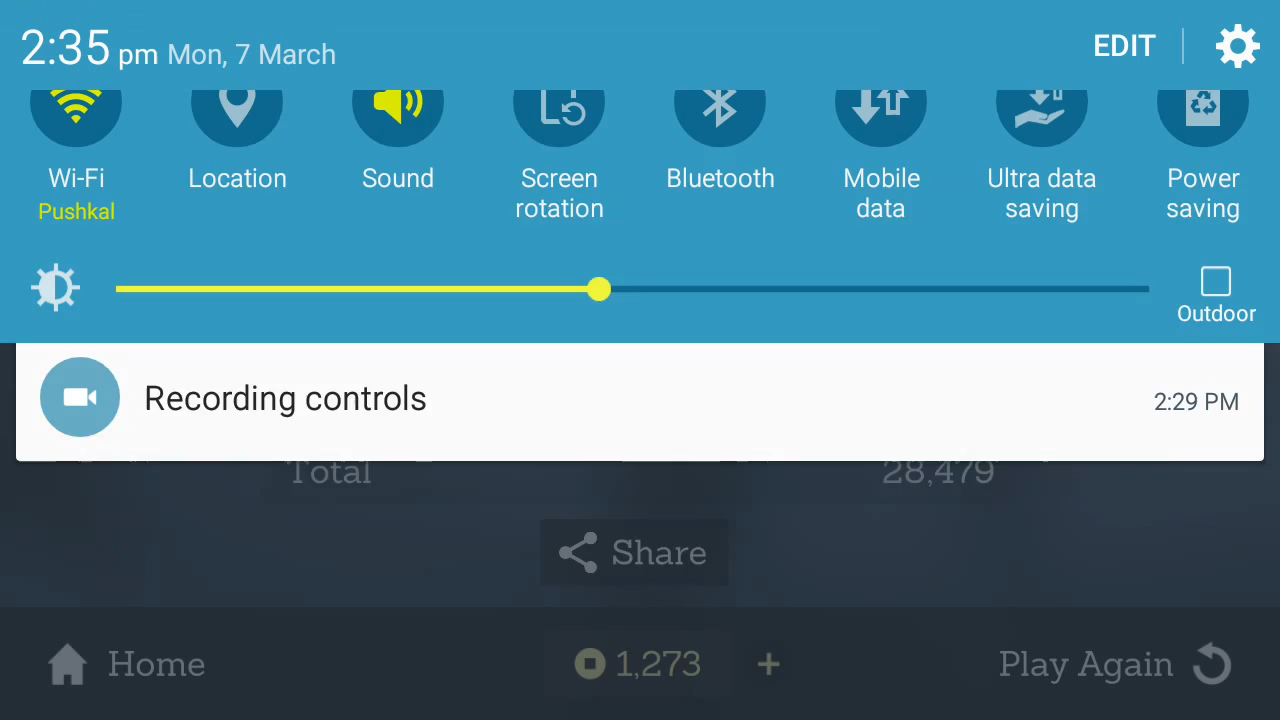 2:35 pm Mon, 7 March EDIT
Wi-Fi Location Sound Screen rotation Bluetooth Mobile data Ultra data saving Power saving
Pushkal
Outdoor
Recording controls 2:29 PM
Total 28,479
Share
Home 1,273 + Play Again